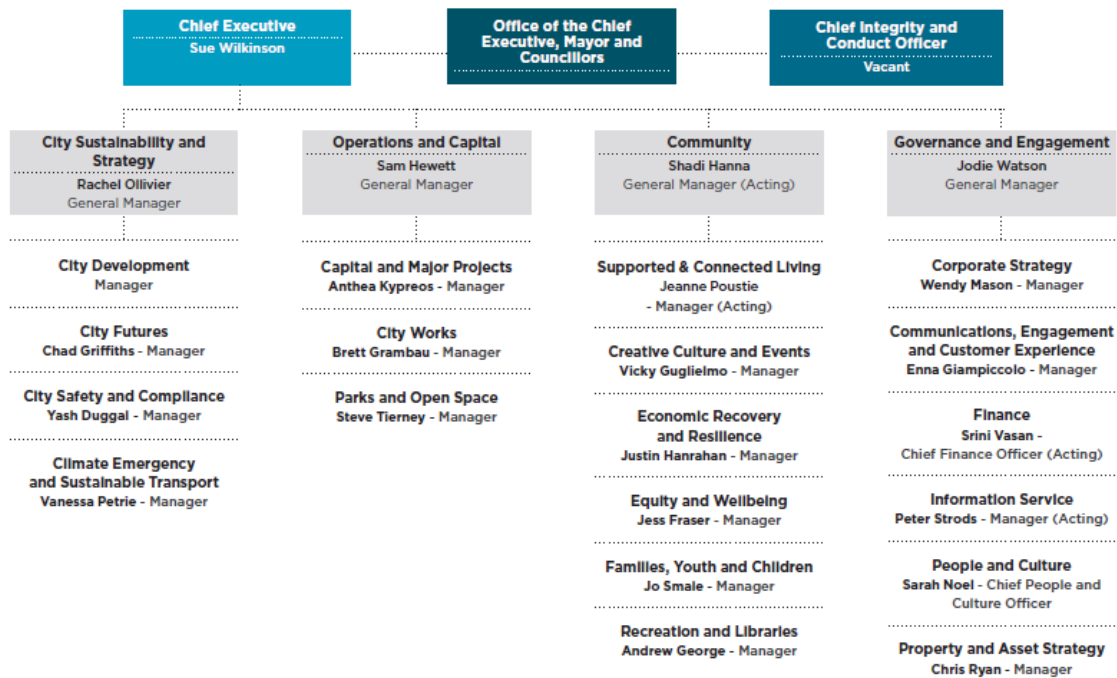 Chief Executive
Sue Wilkinson
Office of the Chief
Executive, Mayor and
Councillors
Chief Integrity and
Conduct Officer
Vacant
City Sustainability and
Strategy
Rachel Ollivier
General Manager
City Development
Manager
City Futures
Chad Griffiths - Manager
City Safety and Compliance
Yash Duggal - Manager
Climate Emergency
and Sustainable Transport
Vanessa Petrie - Manager
Operations and Capital
Sam Hewett
General Manager
Capital and Major Projects
Anthea Kypreos - Manager
City Works
Brett Grambau - Manager
Parks and Open Space
Steve Tierney - Manager
Community
Shadi Hanna
General Manager (Acting)
Supported & Connected Living
Jeanne Poustie
- Manager (Acting)
Creative Culture and Events
Vicky Guglielmo - Manager
Economic Recovery
and Resilience
Justin Hanrahan - Manager
Equity and Wellbeing
Jess Fraser - Manager
Families, Youth and Children
Jo Smale - Manager
Recreation and Libraries
Andrew George - Manager
Governance and Engagement
Jodie Watson
General Manager
Corporate Strategy
Wendy Mason - Manager
Communications, Engagement
and Customer Experience
Enna Giampiccolo - Manager
Finance
Srini Vasan -
Chief Finance Officer (Acting)
Information Service
Peter Strods - Manager (Acting)
People and Culture
Sarah Noel - Chief People and
Culture Officer
Property and Asset Strategy
Chris Ryan - Manager